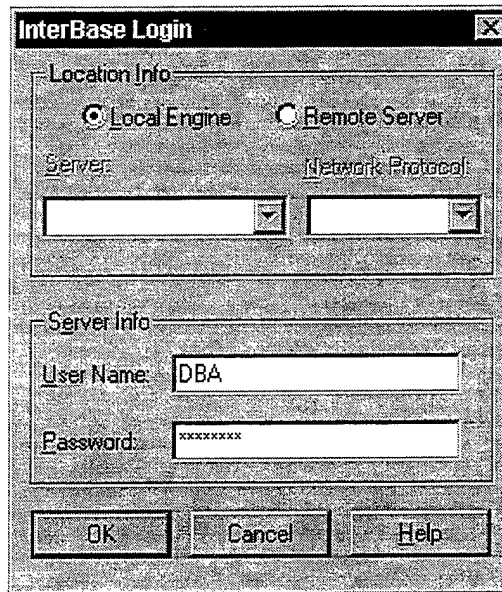 InterBase Login
Location Info
Local Engine Remote Server
Server: Network Protocol:
Server Info
User Name: DBA
Password: xxxxxxxx
OK Cancel Help